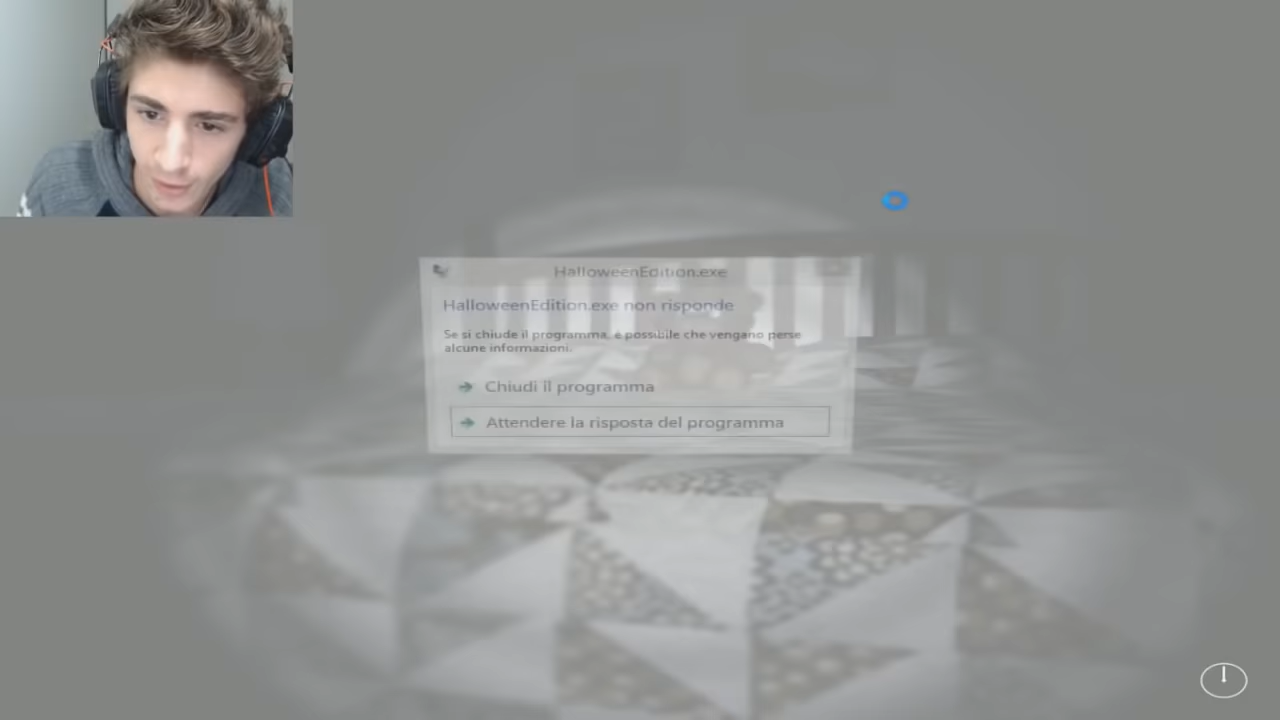 HalloweenEdition.exe
HalloweenEdition.exe non risponde
Se si chiude il programma, è possibile che vengano perse
alcune informazioni.
Chiudi il programma
Attendere la risposta del programma